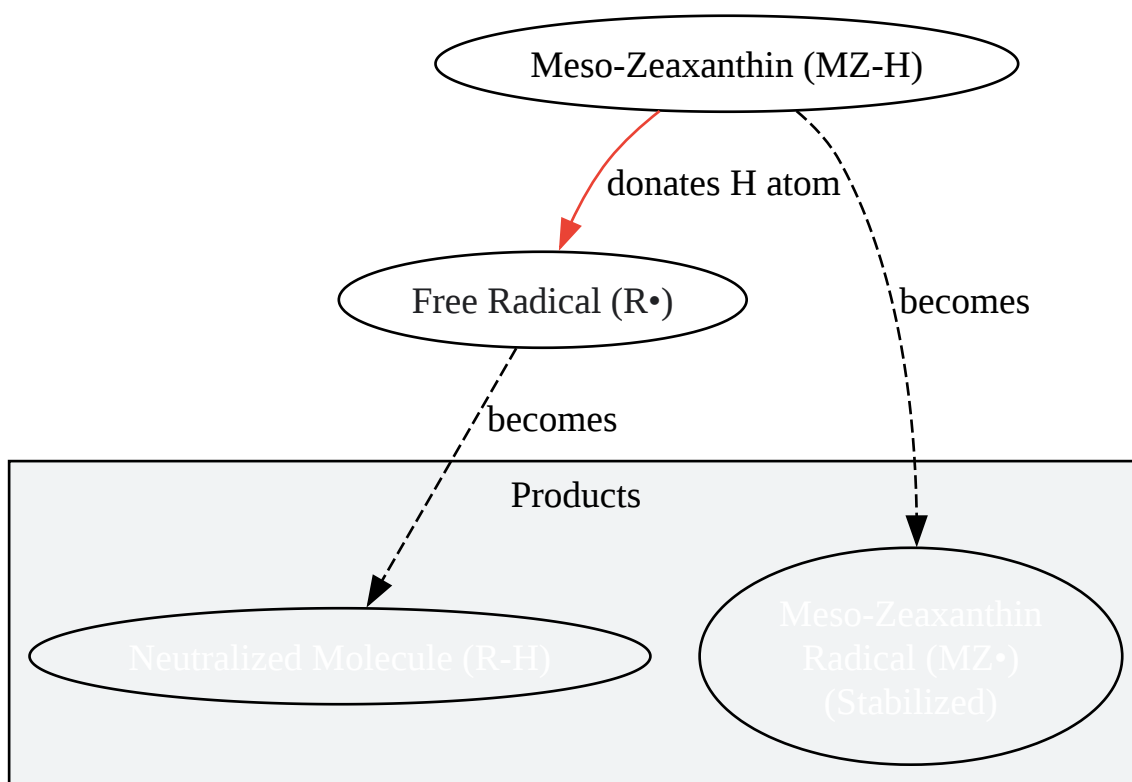 Meso-Zeaxanthin (MZ-H)
donates H atom
Free Radical (R•)
becomes
becomes
Products
Neutralized Molecule (R-H)
Meso-Zeaxanthin
Radical (MZ•)
(Stabilized)